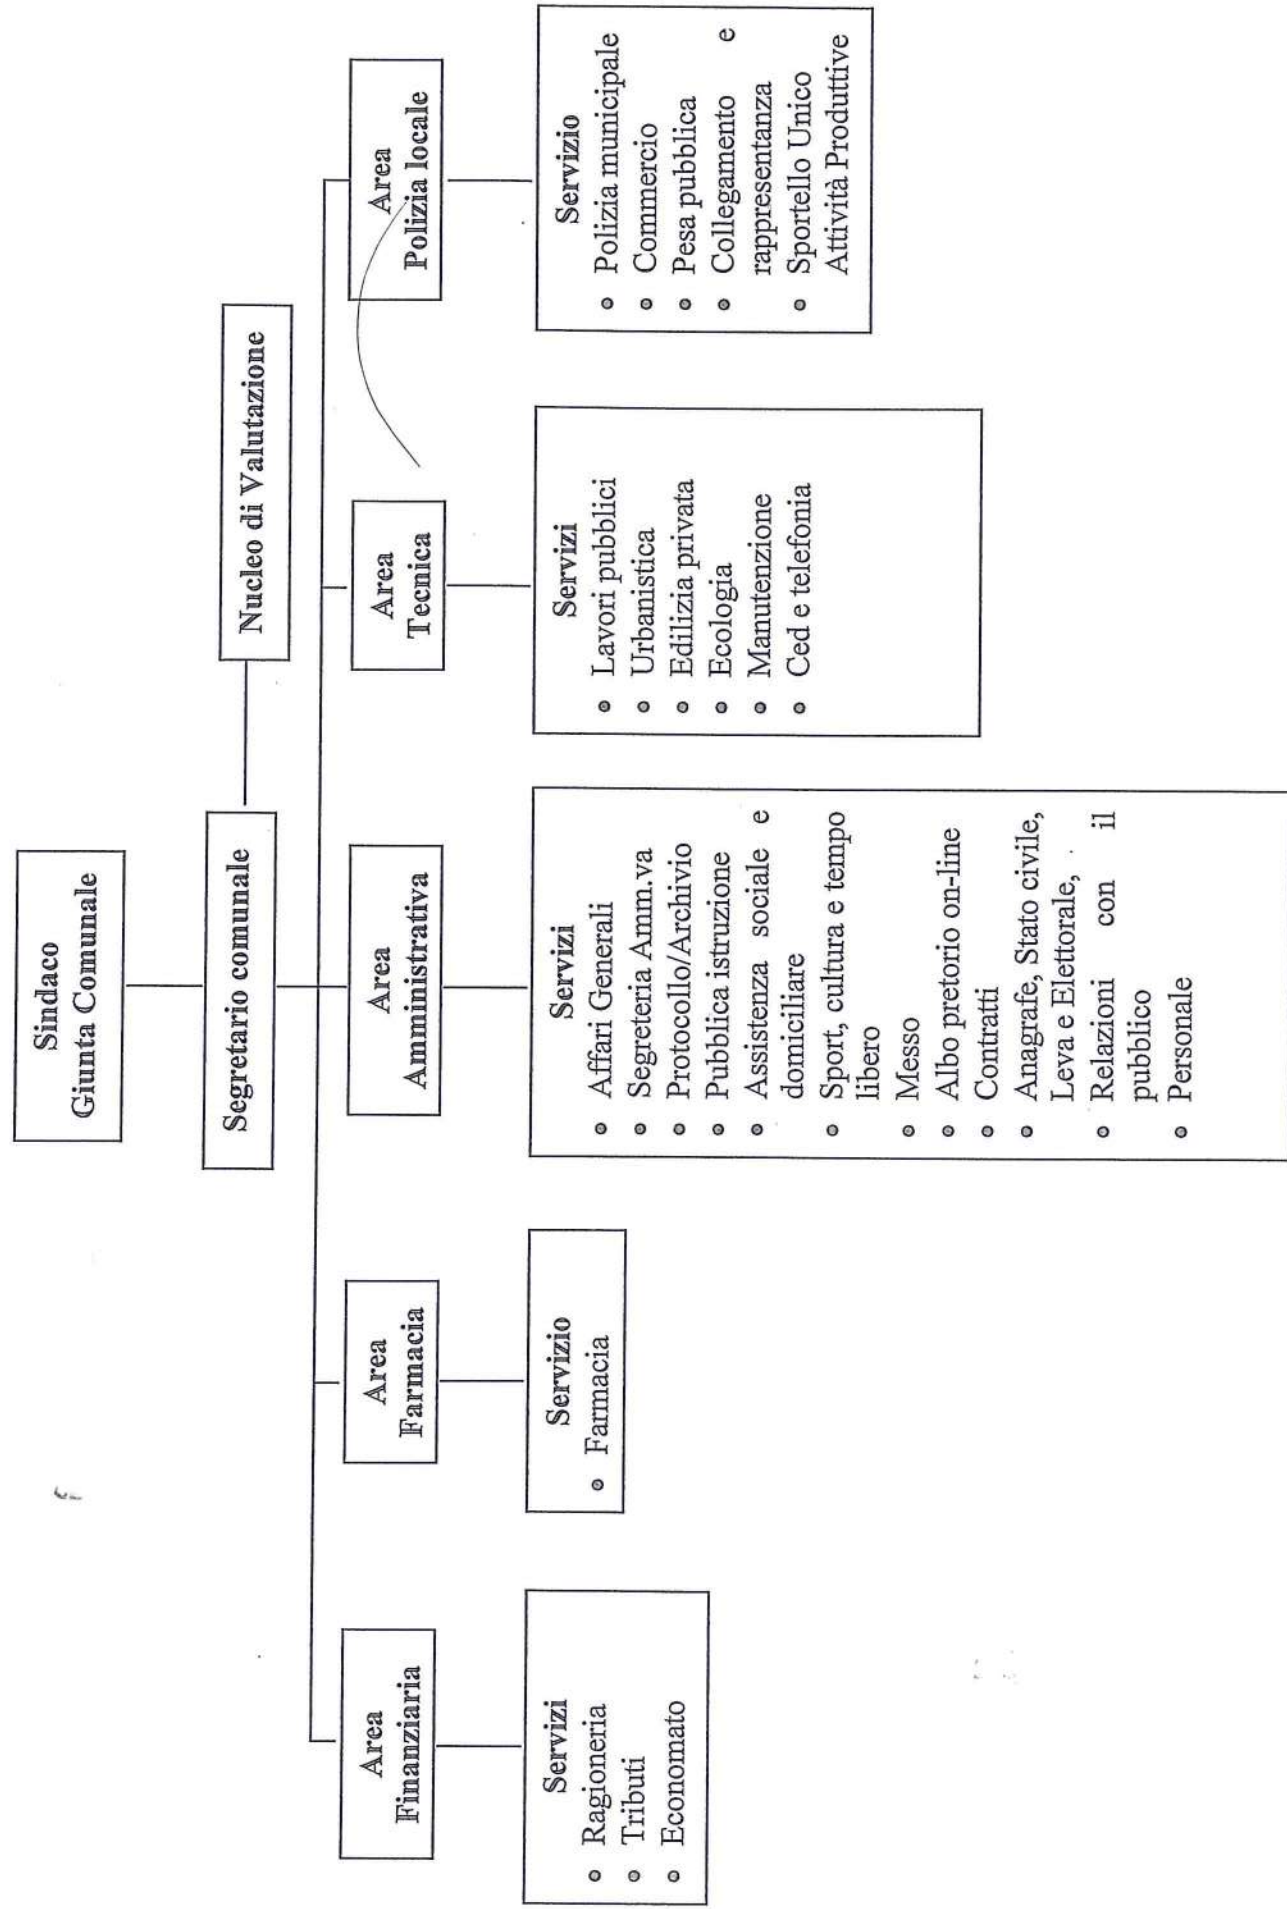 Sindaco
Giunta Comunale
Segretario comunale
Nucleo di Valutazione
Area
Finanziaria
Area
Farmacia
Area
Amministrativa
Area
Tecnica
Area
Polizia locale
Servizi
• Ragioneria
• Tributi
• Economato
Servizio
• Farmacia
Servizi
• Affari Generali
• Segreteria Amm.va
• Protocollo/Archivio
• Pubblica istruzione
• Assistenza sociale e
domiciliare
• Sport, cultura e tempo
libero
• Messo
• Albo pretorio on-line
• Contratti
• Anagrafe, Stato civile,
Leva e Elettorale,
• Relazioni con il
pubblico
• Personale
Servizi
• Lavori pubblici
• Urbanistica
• Edilizia privata
• Ecologia
• Manutenzione
• Ced e telefonia
Servizio
• Polizia municipale
• Commercio
• Pesa pubblica
• Collegamento e
rappresentanza
• Sportello Unico
Attività Produttive